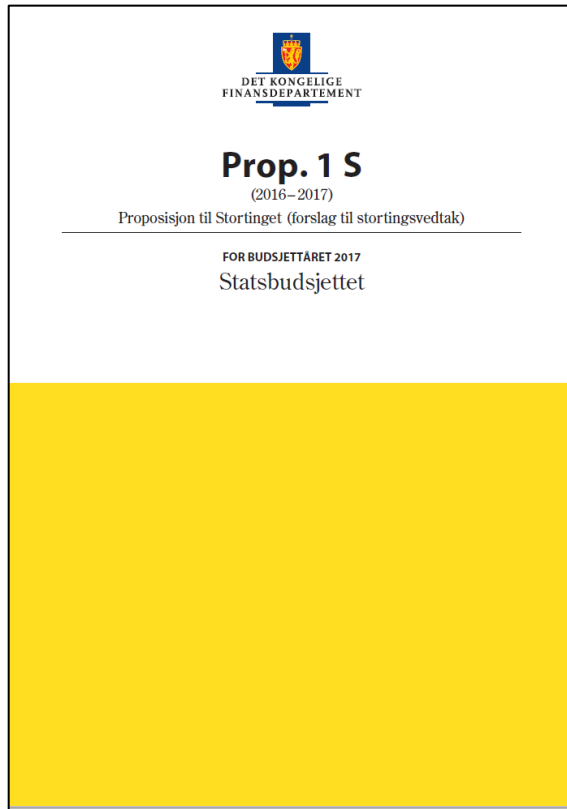 DET KONGELIGE
FINANSDEPARTEMENT
Prop. 1 S
(2016–2017)
Proposisjon til Stortinget (forslag til stortingsvedtak)
FOR BUDSJETTÅRET 2017
Statsbudsjettet